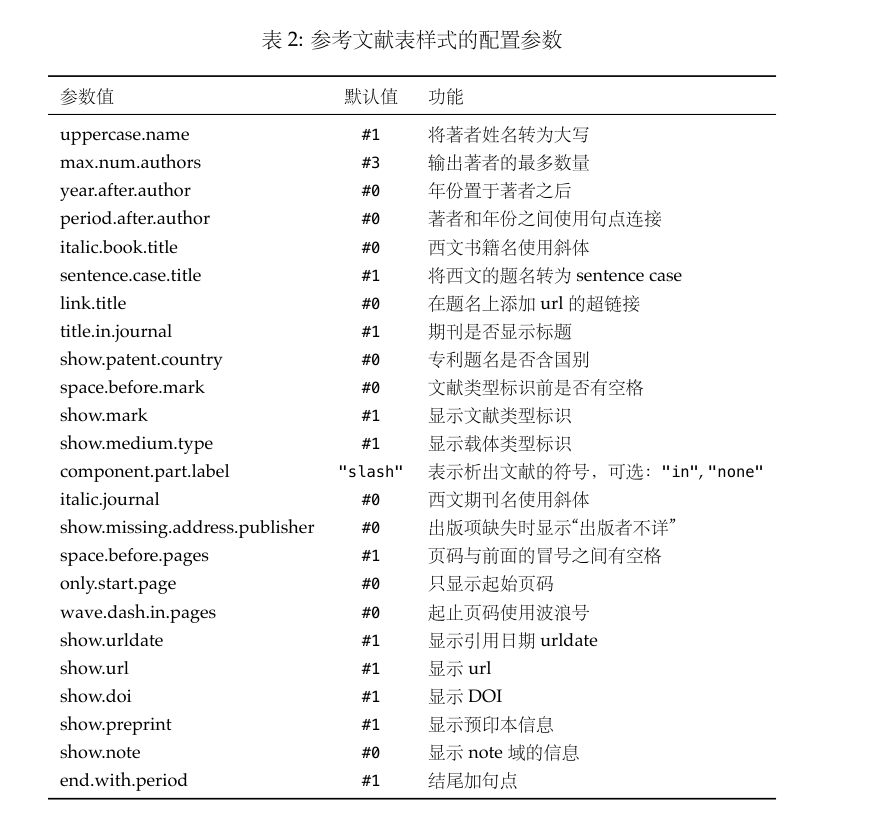 表 2: 参考文献表样式的配置参数
参数值 默认值 功能
uppercase.name #1 将著者姓名转为大写
max.num.authors #3 输出著者的最多数量
year.after.author #0 年份置于著者之后
period.after.author #0 著者和年份之间使用句点连接
italic.book.title #0 西文书籍名使用斜体
sentence.case.title #1 将西文的题名转为 sentence case
link.title #0 在题名上添加 url 的超链接
title.in.journal #1 期刊是否显示标题
show.patent.country #0 专利题名是否含国别
space.before.mark #0 文献类型标识前是否有空格
show.mark #1 显示文献类型标识
show.medium.type #1 显示载体类型标识
component.part.label "slash" 表示析出文献的符号，可选："in", "none"
italic.journal #0 西文期刊名使用斜体
show.missing.address.publisher #0 出版项缺失时显示“出版者不详”
space.before.pages #1 页码与前面的冒号之间有空格
only.start.page #0 只显示起始页码
wave.dash.in.pages #0 起止页码使用波浪号
show.urldate #1 显示引用日期 urldate
show.url #1 显示 url
show.doi #1 显示 DOI
show.preprint #1 显示预印本信息
show.note #0 显示 note 域的信息
end.with.period #1 结尾加句点